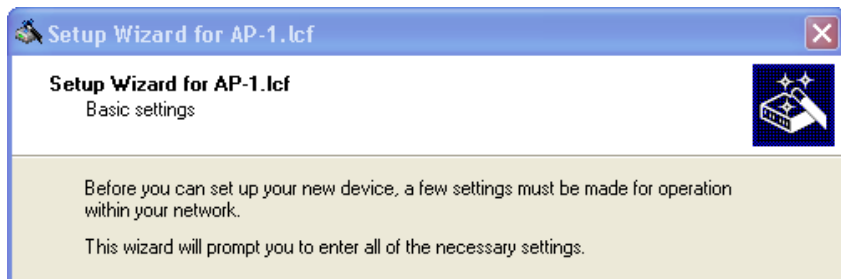 Setup Wizard for AP-1.lcf
Setup Wizard for AP-1.lcf
Basic settings
Before you can set up your new device, a few settings must be made for operation
within your network.
This wizard will prompt you to enter all of the necessary settings.